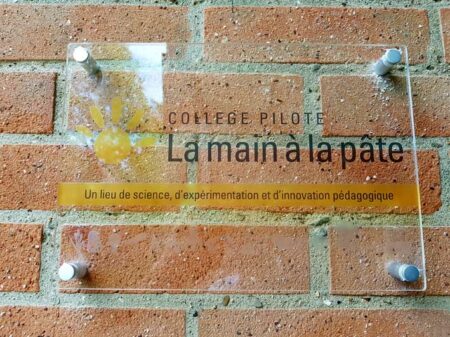 COLLEGE PILOTE
La main à la pâte
Un lieu de science, d'expérimentation et d'innovation pédagogique